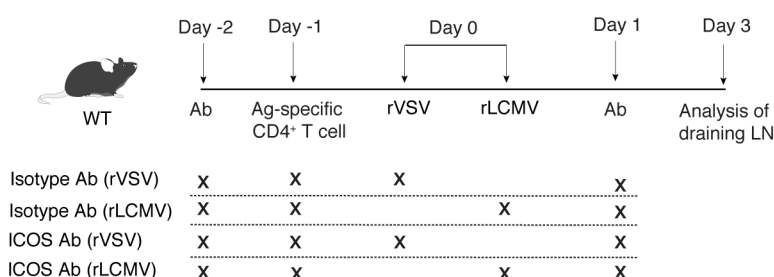 Day -2 Day -1 Day 0 Day 1 Day 3
WT
Ab Ag-specific CD4⁺ T cell rVSV rLCMV Ab Analysis of draining LN
Isotype Ab (rVSV) X X X X
Isotype Ab (rLCMV) X X X X
ICOS Ab (rVSV) X X X X
ICOS Ab (rLCMV) X X X X